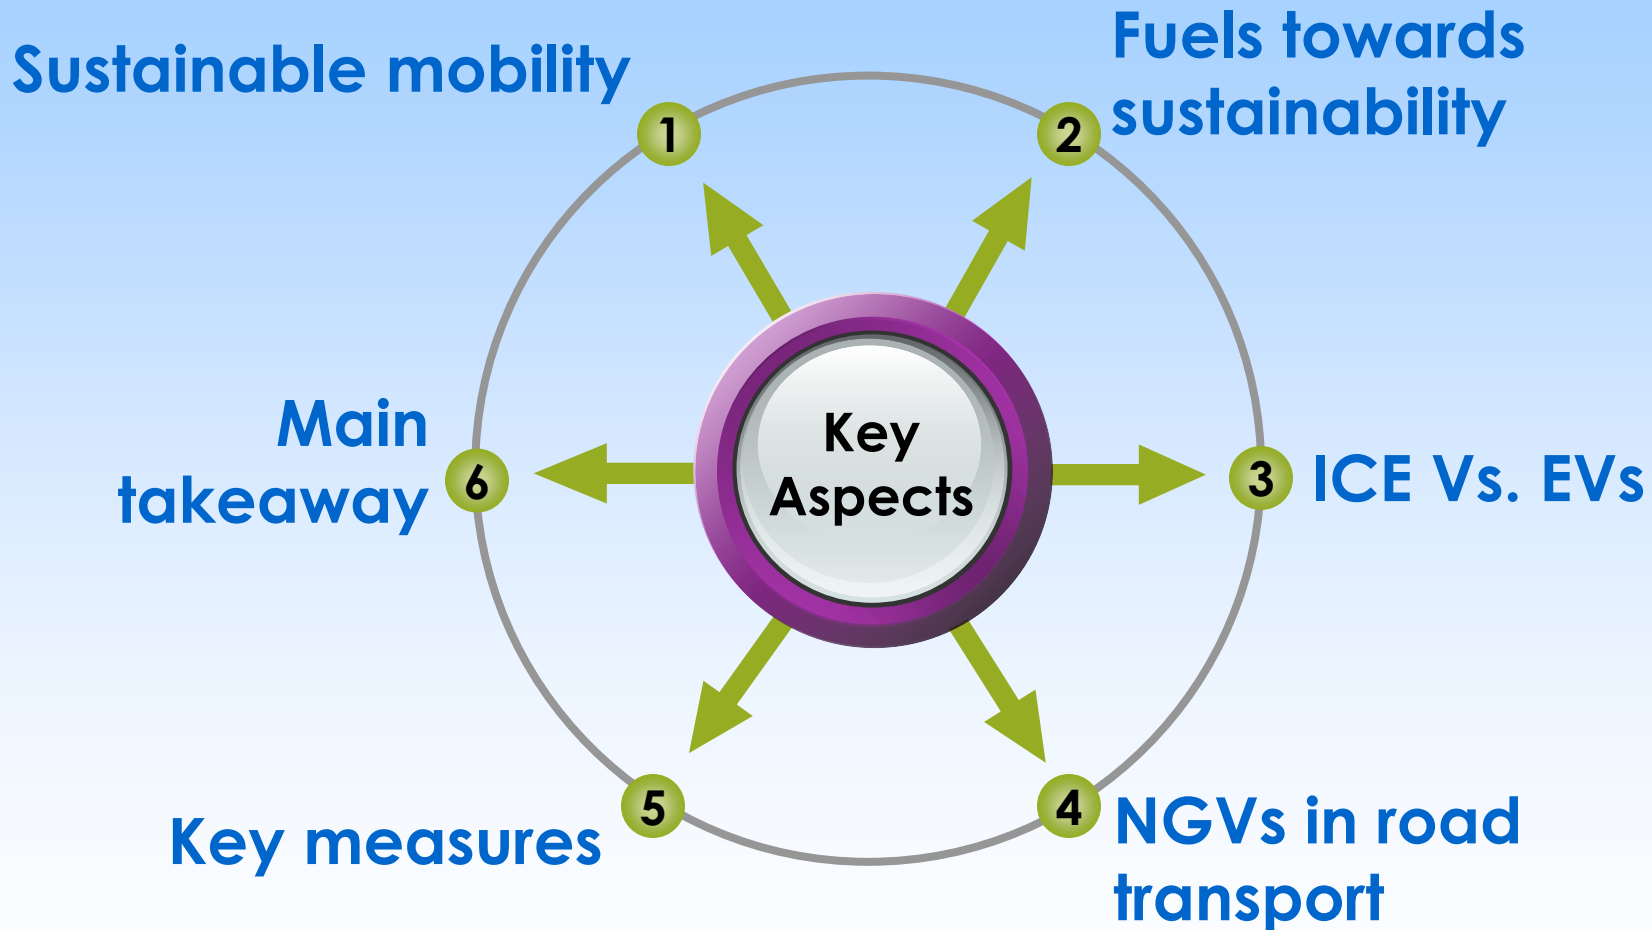 Sustainable mobility
1
2
Fuels towards
sustainability
Key
Aspects
3
ICE Vs. EVs
4
NGVs in road
transport
5
Key measures
6
Main
takeaway